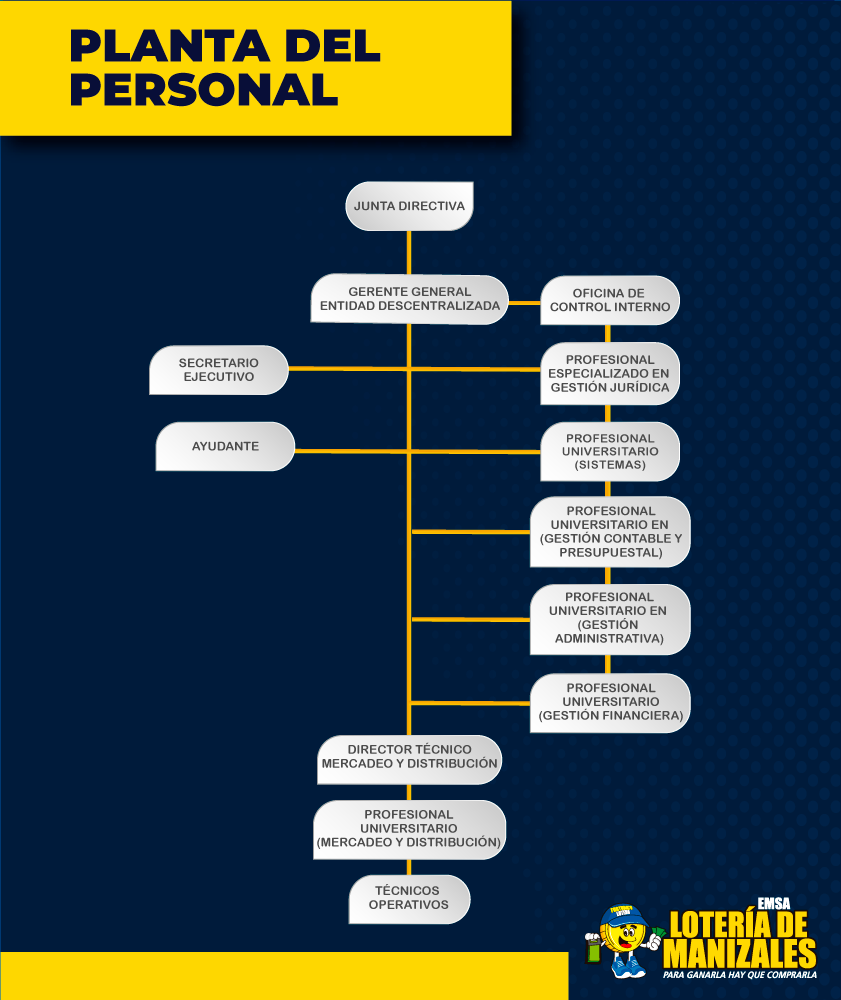 PLANTA DEL
PERSONAL
JUNTA DIRECTIVA
GERENTE GENERAL
ENTIDAD DESCENTRALIZADA
OFICINA DE
CONTROL INTERNO
SECRETARIO
EJECUTIVO
PROFESIONAL
ESPECIALIZADO EN
GESTIÓN JURÍDICA
AYUDANTE
PROFESIONAL
UNIVERSITARIO
(SISTEMAS)
PROFESIONAL
UNIVERSITARIO EN
(GESTIÓN CONTABLE Y
PRESUPUESTAL)
PROFESIONAL
UNIVERSITARIO EN
(GESTIÓN
ADMINISTRATIVA)
PROFESIONAL
UNIVERSITARIO
(GESTIÓN FINANCIERA)
DIRECTOR TÉCNICO
MERCADEO Y DISTRIBUCIÓN
PROFESIONAL
UNIVERSITARIO
(MERCADEO Y DISTRIBUCIÓN)
TÉCNICOS
OPERATIVOS
EMSA
LOTERÍA DE
MANIZALES
PARA GANARLA HAY QUE COMPRARLA